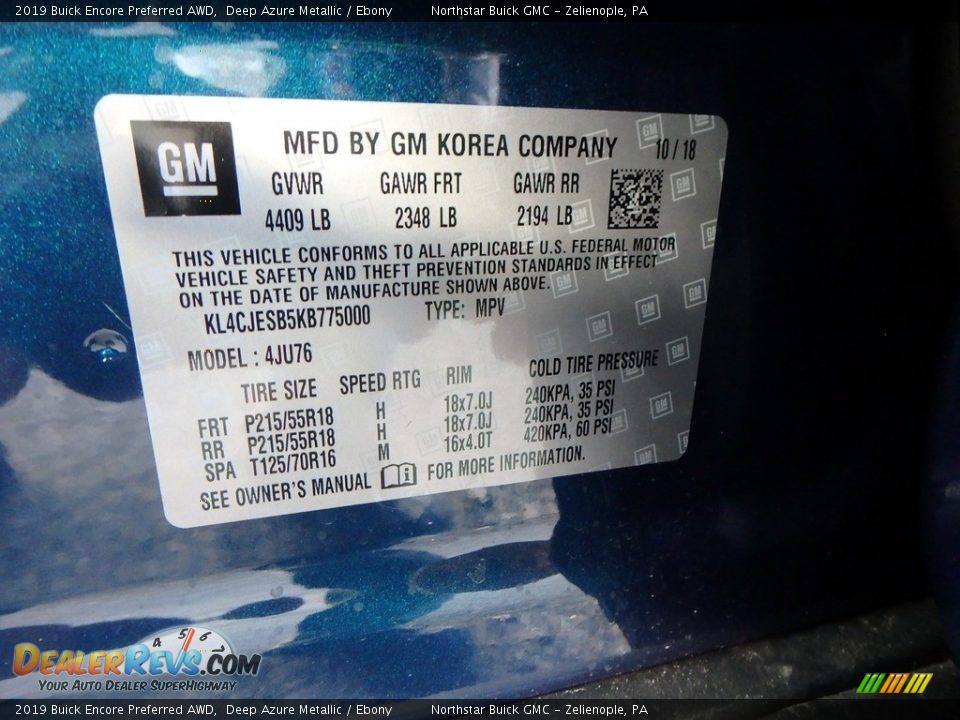 2019 Buick Encore Preferred AWD, Deep Azure Metallic / Ebony Northstar Buick GMC - Zelienople, PA
GM MFD BY GM KOREA COMPANY 10 / 18
GVWR GAWR FRT GAWR RR
4409 LB 2348 LB 2194 LB
THIS VEHICLE CONFORMS TO ALL APPLICABLE U.S. FEDERAL MOTOR
VEHICLE SAFETY AND THEFT PREVENTION STANDARDS IN EFFECT
ON THE DATE OF MANUFACTURE SHOWN ABOVE.
KL4CJESB5KB775000 TYPE: MPV
MODEL : 4JU76
TIRE SIZE SPEED RTG RIM COLD TIRE PRESSURE
FRT P215/55R18 H 18x7.0J 240KPA, 35 PSI
RR P215/55R18 H 18x7.0J 240KPA, 35 PSI
SPA T125/70R16 M 16x4.0T 420KPA, 60 PSI
SEE OWNER'S MANUAL FOR MORE INFORMATION.
4 5 6
DealerRevs.com
Your Auto Dealer SuperHighway
2019 Buick Encore Preferred AWD, Deep Azure Metallic / Ebony Northstar Buick GMC - Zelienople, PA